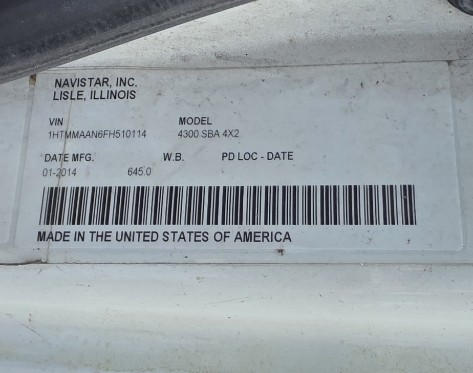 NAVISTAR, INC.
LISLE, ILLINOIS
VIN MODEL
1HTMMAAN6FH510114 4300 SBA 4X2
DATE MFG. W.B. PD LOC - DATE
01-2014 645.0
MADE IN THE UNITED STATES OF AMERICA